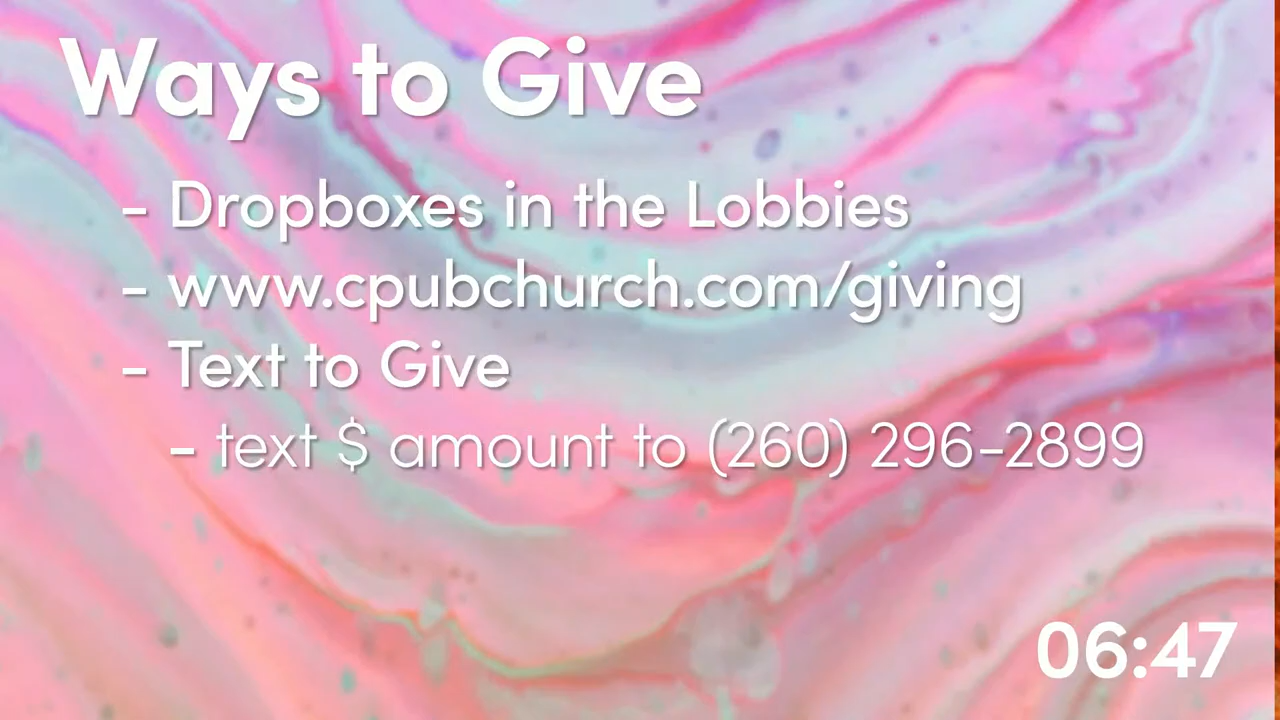 Ways to Give
- Dropboxes in the Lobbies
- www.cpubchurch.com/giving
- Text to Give
- text $ amount to (260) 296-2899
06:47